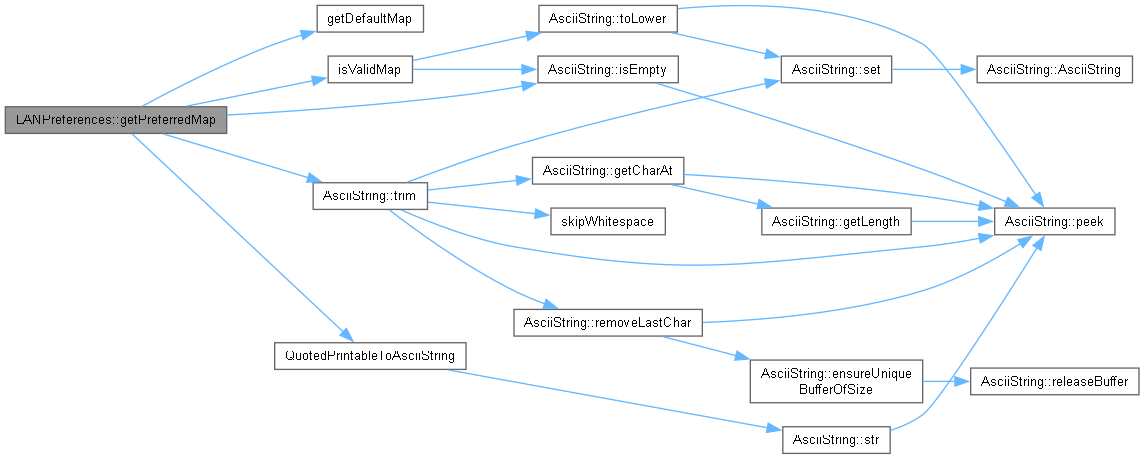 getDefaultMap
AsciiString::toLower
isValidMap
AsciiString::isEmpty
AsciiString::set
AsciiString::AsciiString
LANPreferences::getPreferredMap
AsciiString::getCharAt
AsciiString::trim
skipWhitespace
AsciiString::getLength
AsciiString::peek
AsciiString::removeLastChar
QuotedPrintableToAsciiString
AsciiString::ensureUnique
BufferOfSize
AsciiString::releaseBuffer
AsciiString::str